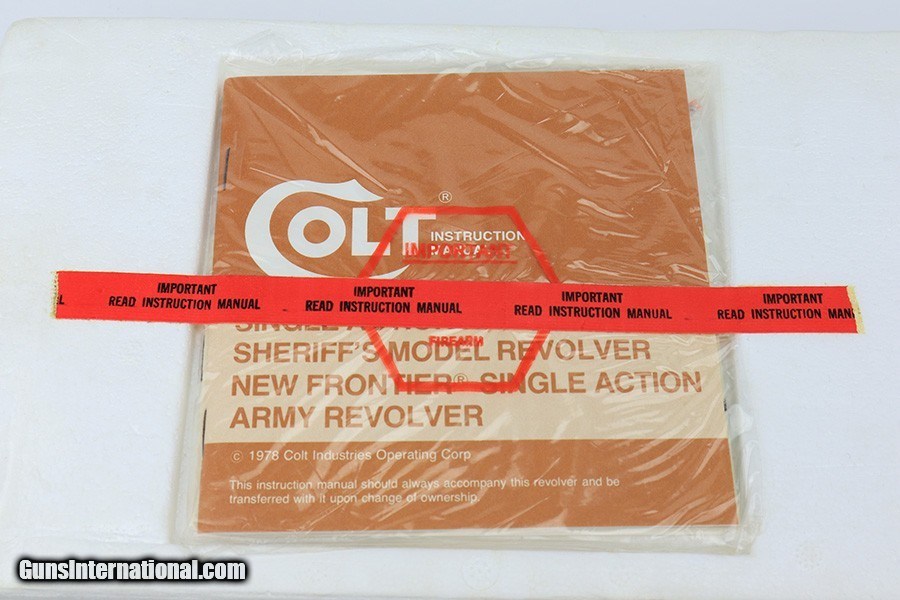 COLT®
INSTRUCTION
MANUAL
IMPORTANT
IMPORTANT IMPORTANT IMPORTANT IMPORTANT
READ INSTRUCTION MANUAL READ INSTRUCTION MANUAL READ INSTRUCTION MANUAL READ INSTRUCTION MAN
SINGLE
FIREARM
SHERIFF'S MODEL REVOLVER
NEW FRONTIER® SINGLE ACTION
ARMY REVOLVER
© 1978 Colt Industries Operating Corp
This instruction manual should always accompany this revolver and be
transferred with it upon change of ownership.
GunsInternational.com